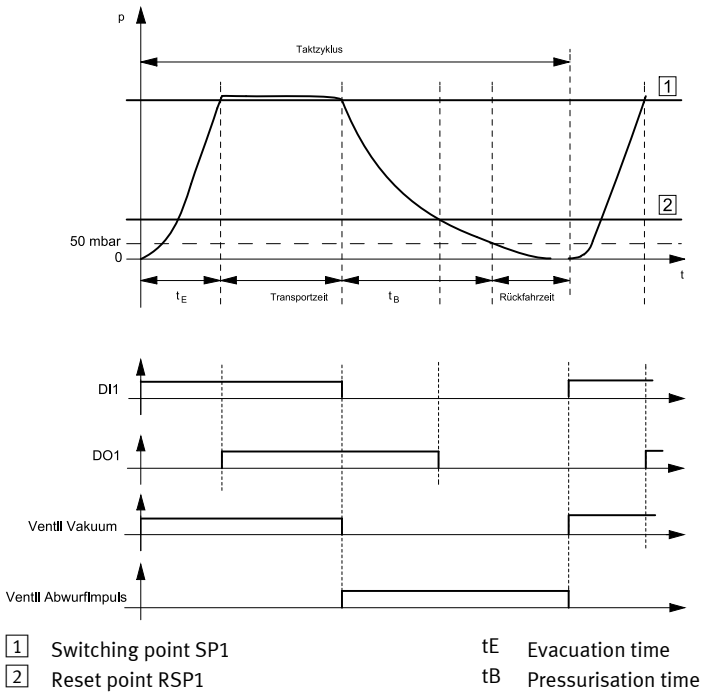 p
Taktzyklus
1
2
50 mbar
0
t
tE
Transportzeit
tB
Rückfahrzeit
DI1
DO1
Ventil Vakuum
Ventil Abwurfimpuls
1 Switching point SP1
tE Evacuation time
2 Reset point RSP1
tB Pressurisation time